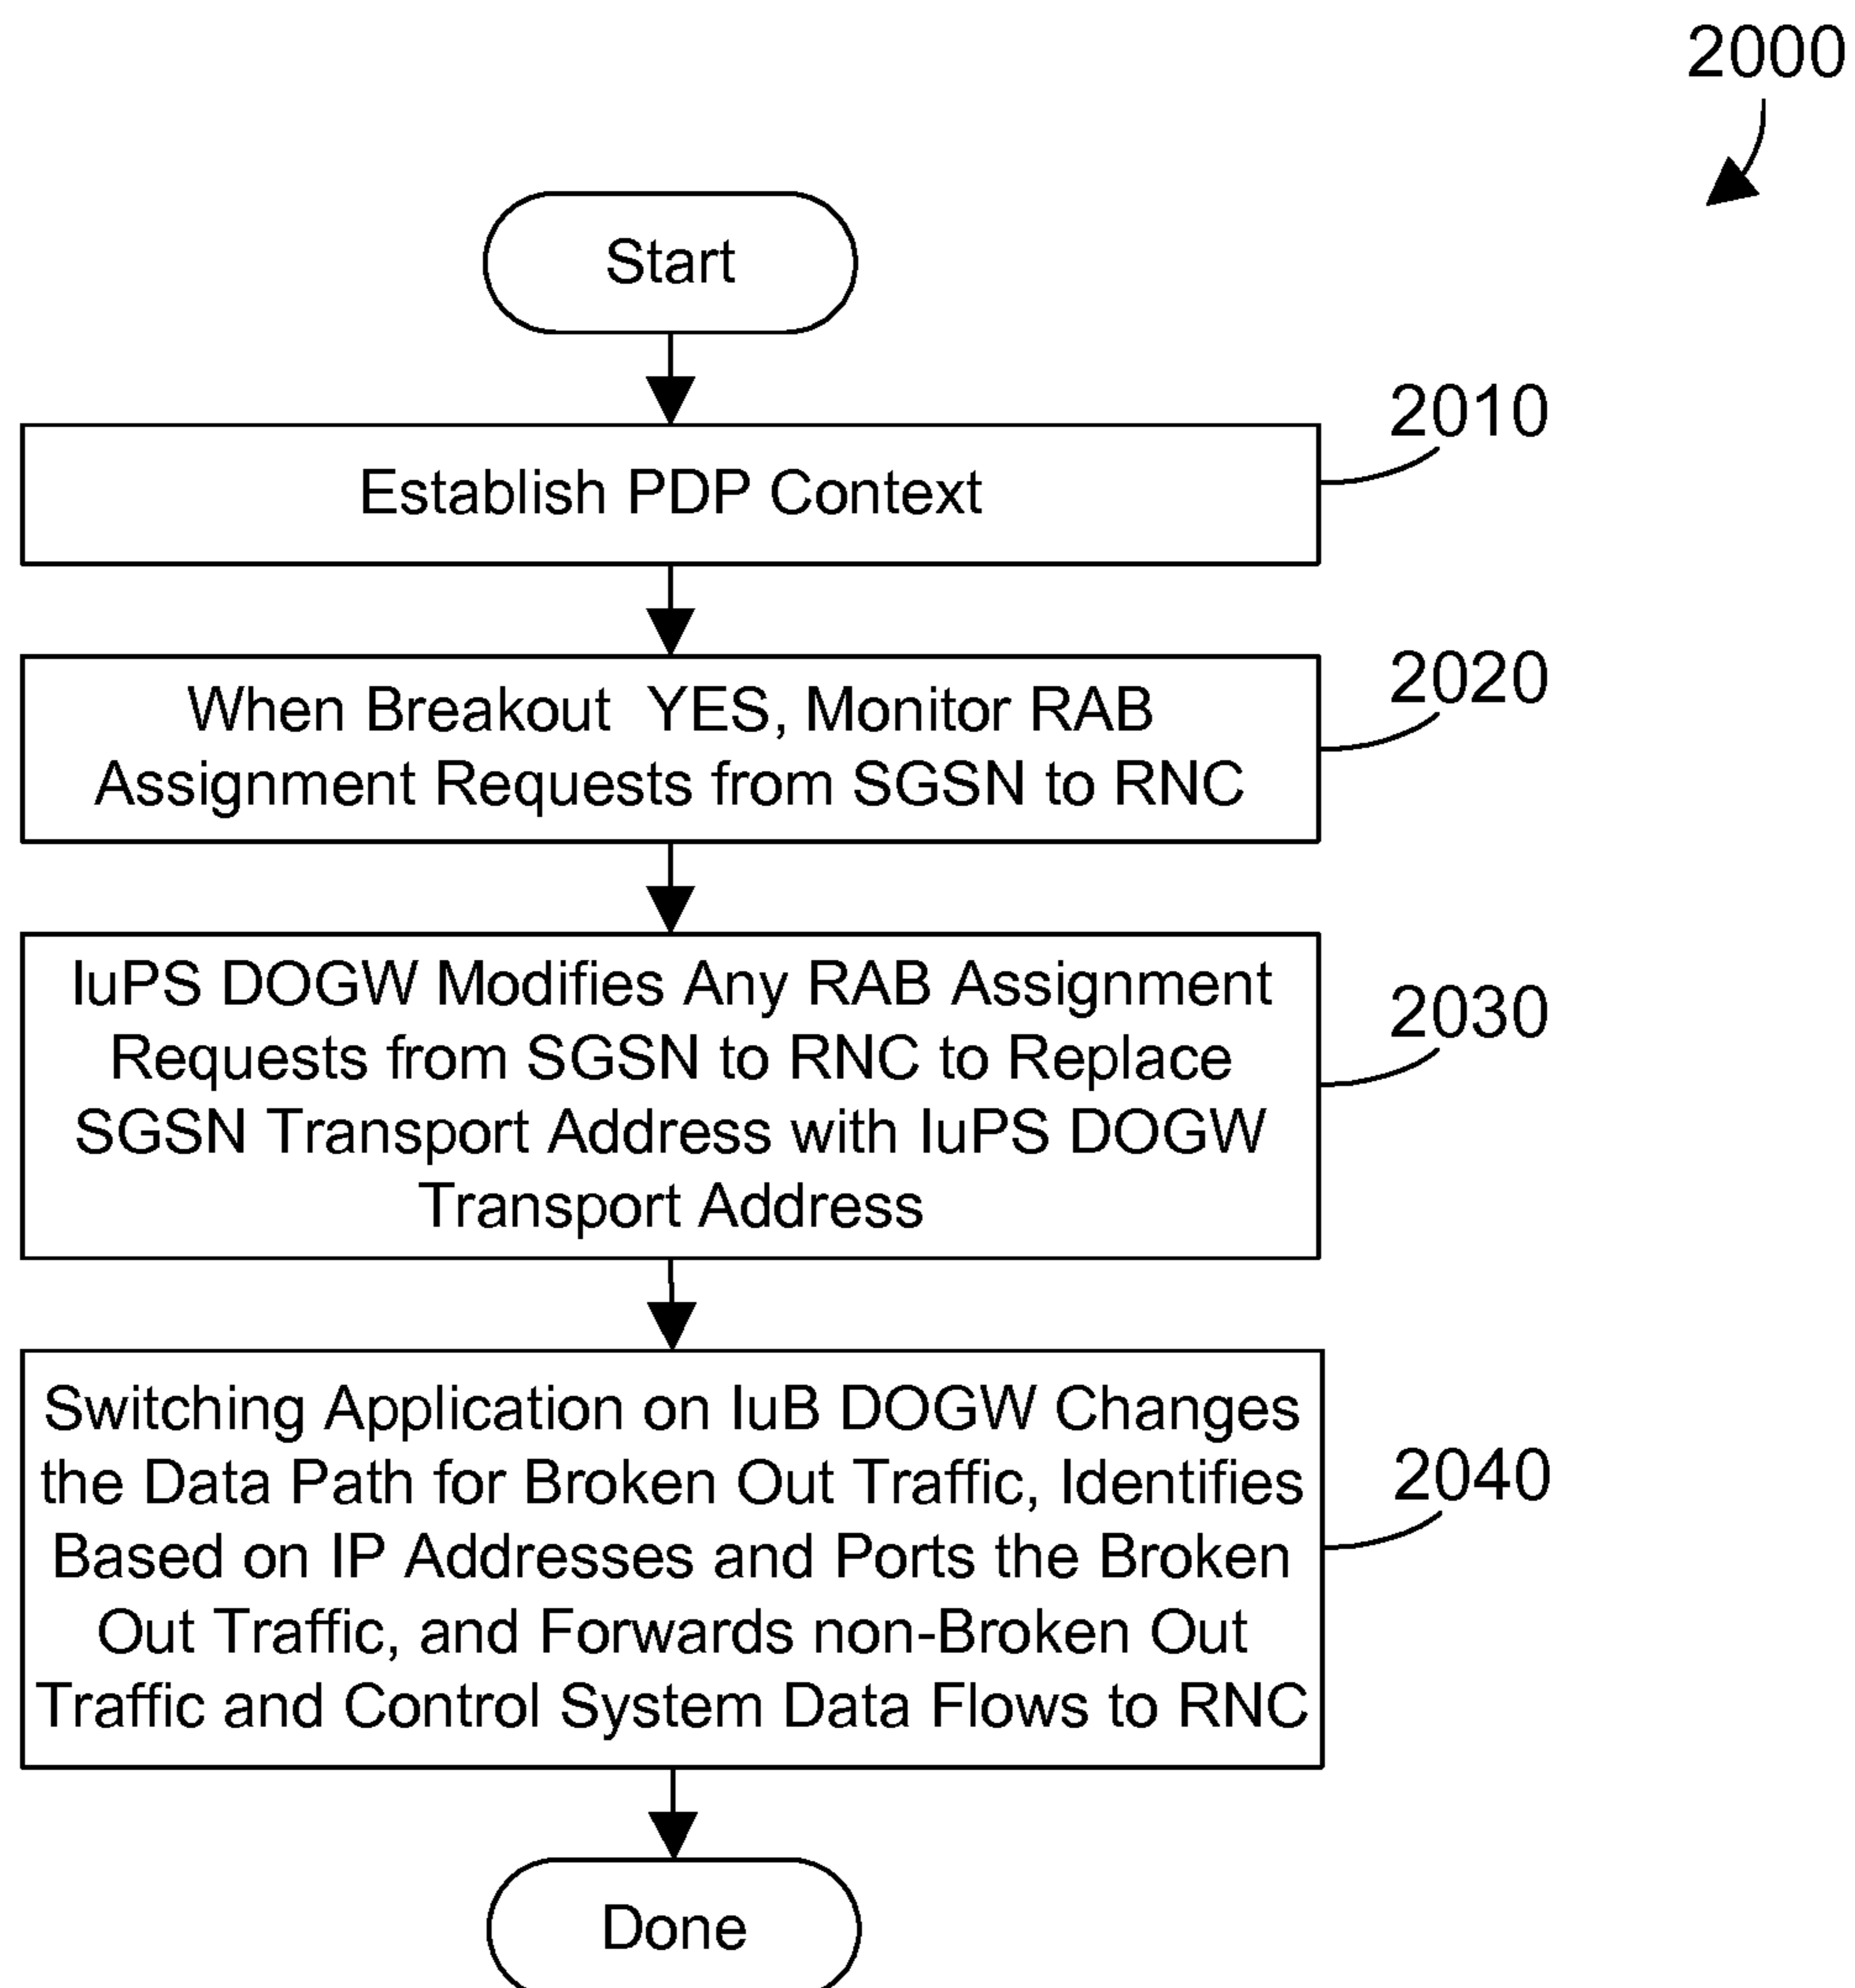 2000
Start
2010
Establish PDP Context
2020
When Breakout YES, Monitor RAB
Assignment Requests from SGSN to RNC
2030
IuPS DOGW Modifies Any RAB Assignment
Requests from SGSN to RNC to Replace
SGSN Transport Address with IuPS DOGW
Transport Address
2040
Switching Application on IuB DOGW Changes
the Data Path for Broken Out Traffic, Identifies
Based on IP Addresses and Ports the Broken
Out Traffic, and Forwards non-Broken Out
Traffic and Control System Data Flows to RNC
Done